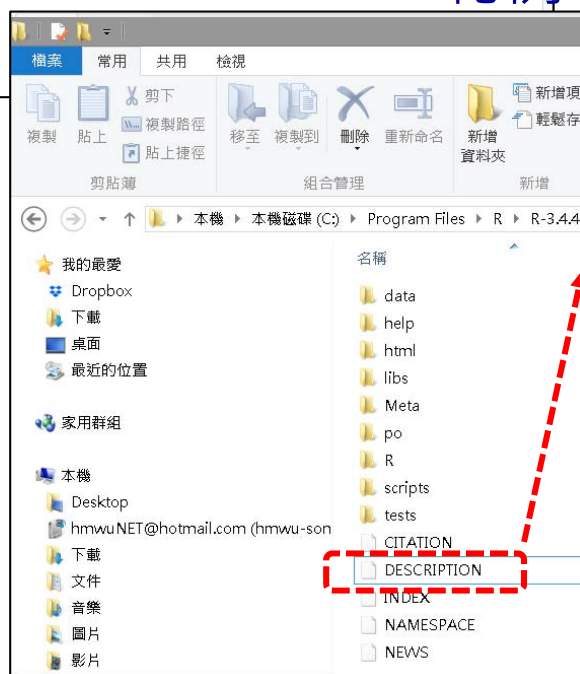 檔案 常用 共用 檢視
複製 貼上 剪下 複製路徑 貼上捷徑
移至 複製到 刪除 重新命名
新增資料夾
新增項
輕鬆存
剪貼簿 組合管理 新增
本機 本機磁碟 (C:) Program Files R R-3.4.4
我的最愛
Dropbox
下載
桌面
最近的位置
家用群組
本機
Desktop
hmwuNET@hotmail.com (hmwu-son
下載
文件
音樂
圖片
影片
名稱
data
help
html
libs
Meta
po
R
scripts
tests
CITATION
DESCRIPTION
INDEX
NAMESPACE
NEWS